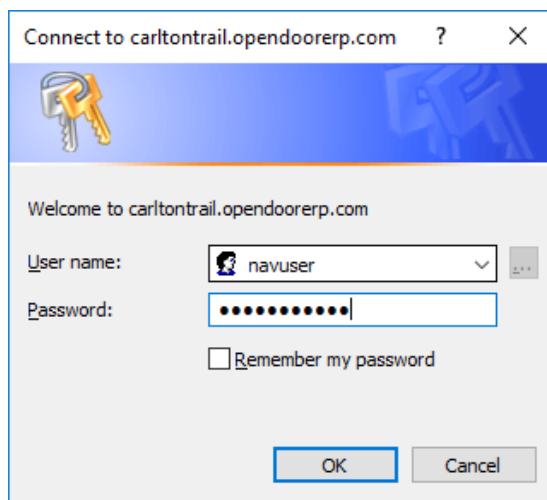 Connect to carltontrail.opendoorerp.com ?
Welcome to carltontrail.opendoorerp.com
User name: navuser ...
Password: ●●●●●●●●●●●
Remember my password
OK Cancel